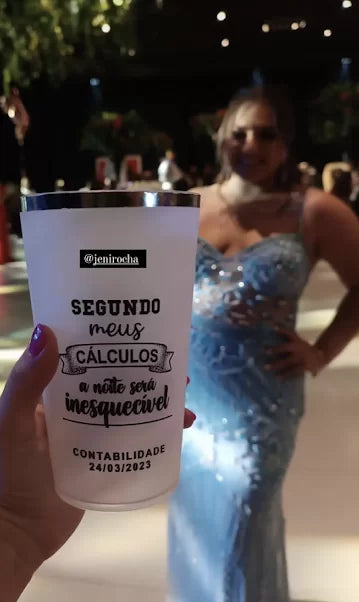 @jenirocha
SEGUNDO
meus
CÁLCULOS
a noite será
inesquecível
CONTABILIDADE
24/03/2023